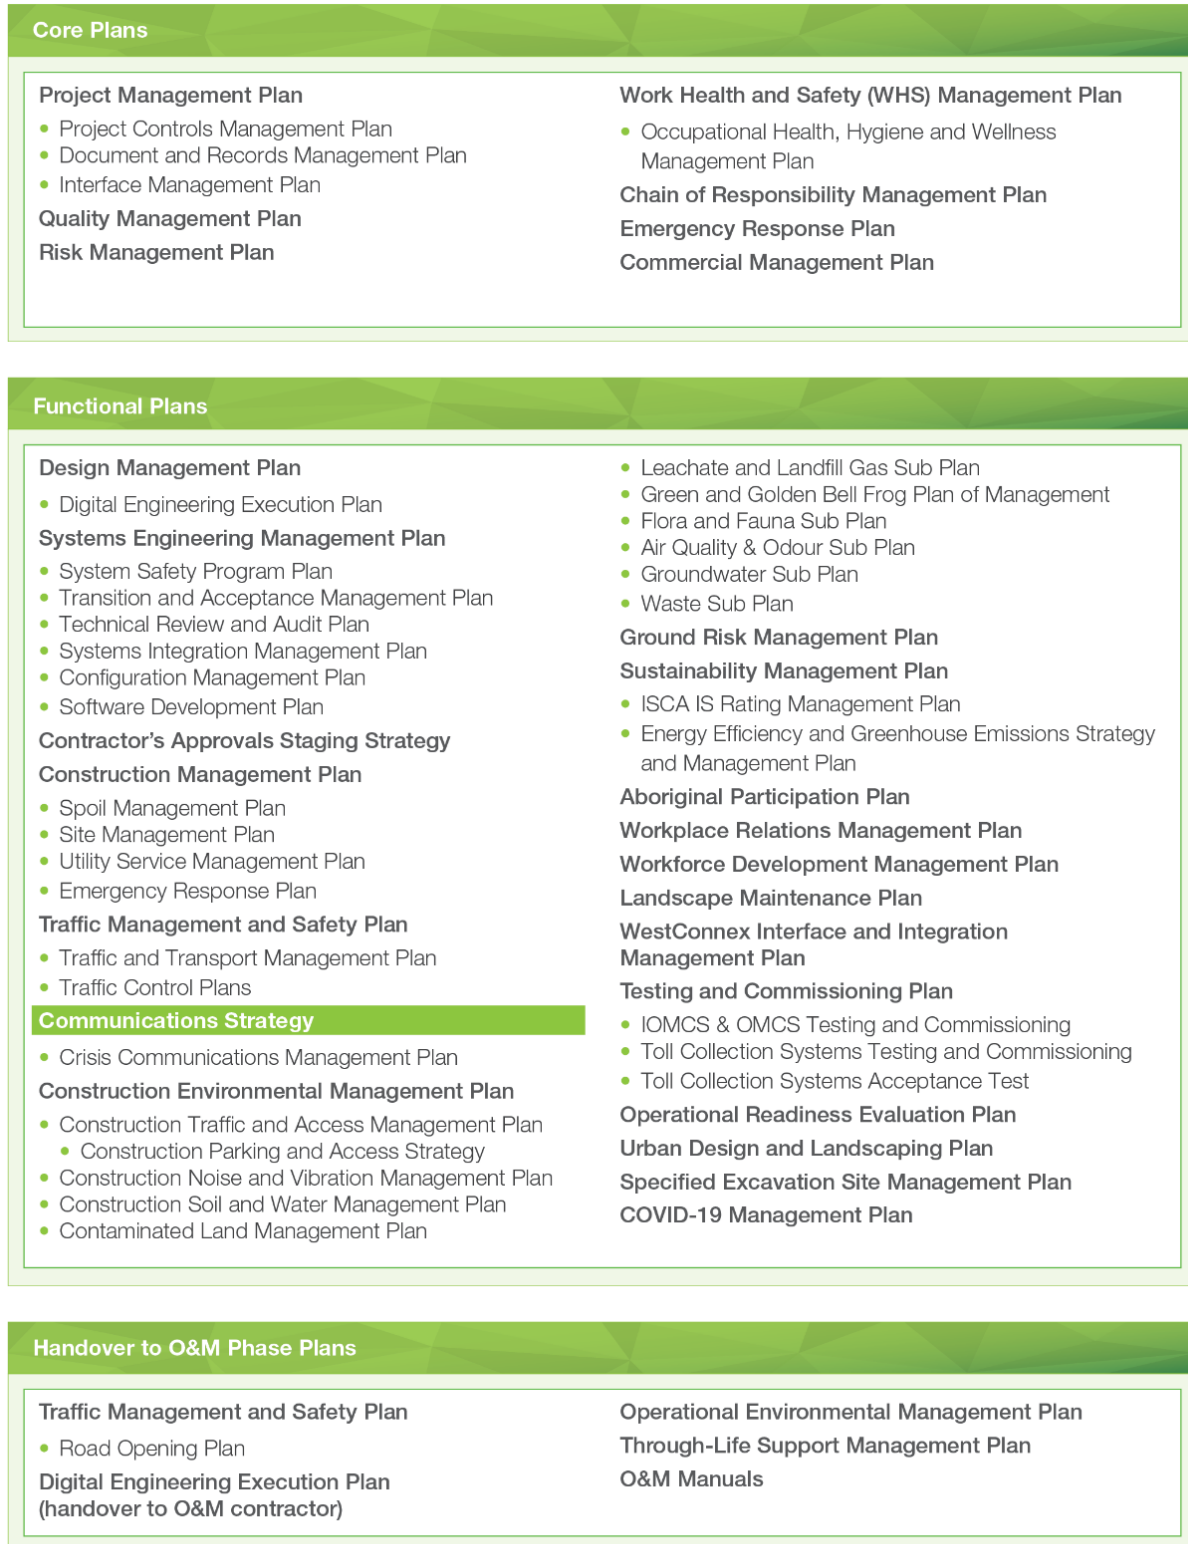 Core Plans
Project Management Plan
• Project Controls Management Plan
• Document and Records Management Plan
• Interface Management Plan
Quality Management Plan
Risk Management Plan
Work Health and Safety (WHS) Management Plan
• Occupational Health, Hygiene and Wellness
Management Plan
Chain of Responsibility Management Plan
Emergency Response Plan
Commercial Management Plan
Functional Plans
Design Management Plan
• Digital Engineering Execution Plan
Systems Engineering Management Plan
• System Safety Program Plan
• Transition and Acceptance Management Plan
• Technical Review and Audit Plan
• Systems Integration Management Plan
• Configuration Management Plan
• Software Development Plan
Contractor’s Approvals Staging Strategy
Construction Management Plan
• Spoil Management Plan
• Site Management Plan
• Utility Service Management Plan
• Emergency Response Plan
Traffic Management and Safety Plan
• Traffic and Transport Management Plan
• Traffic Control Plans
Communications Strategy
• Crisis Communications Management Plan
Construction Environmental Management Plan
• Construction Traffic and Access Management Plan
• Construction Parking and Access Strategy
• Construction Noise and Vibration Management Plan
• Construction Soil and Water Management Plan
• Contaminated Land Management Plan
• Leachate and Landfill Gas Sub Plan
• Green and Golden Bell Frog Plan of Management
• Flora and Fauna Sub Plan
• Air Quality & Odour Sub Plan
• Groundwater Sub Plan
• Waste Sub Plan
Ground Risk Management Plan
Sustainability Management Plan
• ISCA IS Rating Management Plan
• Energy Efficiency and Greenhouse Emissions Strategy
and Management Plan
Aboriginal Participation Plan
Workplace Relations Management Plan
Workforce Development Management Plan
Landscape Maintenance Plan
WestConnex Interface and Integration
Management Plan
Testing and Commissioning Plan
• IOMCS & OMCS Testing and Commissioning
• Toll Collection Systems Testing and Commissioning
• Toll Collection Systems Acceptance Test
Operational Readiness Evaluation Plan
Urban Design and Landscaping Plan
Specified Excavation Site Management Plan
COVID-19 Management Plan
Handover to O&M Phase Plans
Traffic Management and Safety Plan
• Road Opening Plan
Digital Engineering Execution Plan
(handover to O&M contractor)
Operational Environmental Management Plan
Through-Life Support Management Plan
O&M Manuals